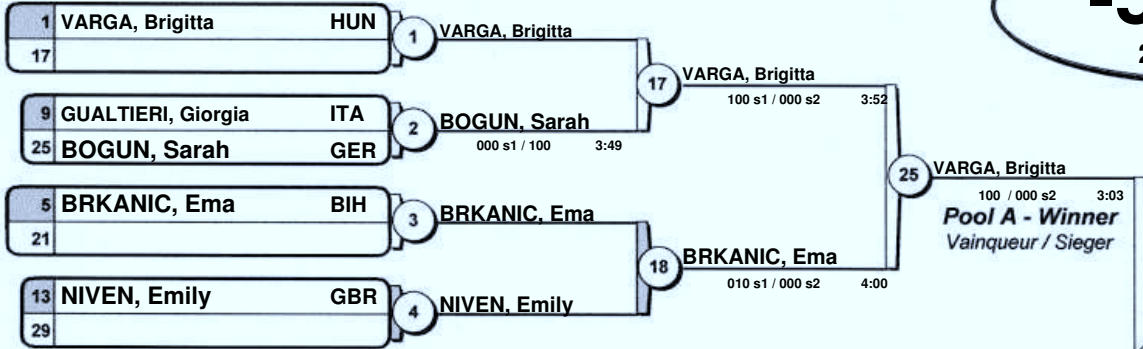 1 VARGA, Brigitta HUN
17
1
VARGA, Brigitta
9 GUALTIERI, Giorgia ITA
25 BOGUN, Sarah GER
2
BOGUN, Sarah
000 s1 / 100 3:49
17
VARGA, Brigitta
100 s1 / 000 s2 3:52
5 BRKANIC, Ema BIH
21
3
BRKANIC, Ema
13 NIVEN, Emily GBR
29
4
NIVEN, Emily
18
BRKANIC, Ema
010 s1 / 000 s2 4:00
25
VARGA, Brigitta
100 / 000 s2 3:03
Pool A - Winner
Vainqueur / Sieger